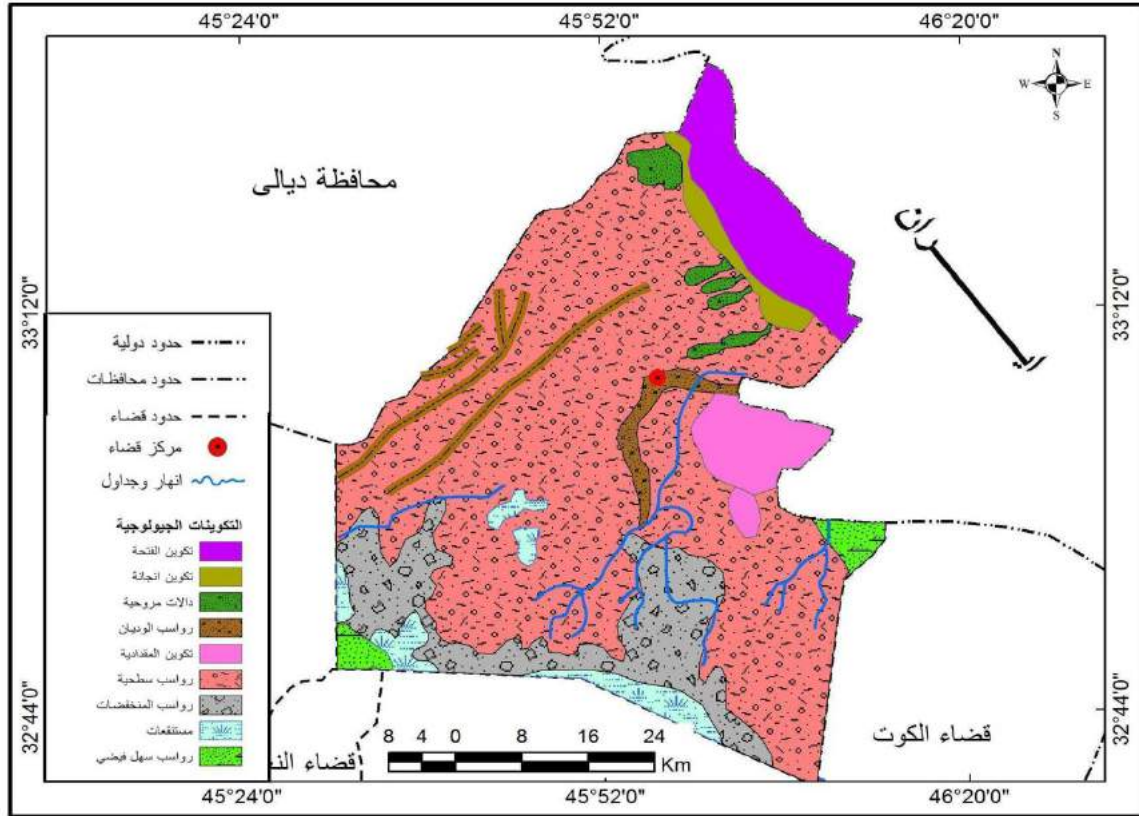 45°24'0" 45°52'0" 46°20'0"
N
W E
S
محافظة ديالى
33°12'0" 33°12'0"
حدود دولية
حدود محافظات
حدود قضاء
مركز قضاء
انهار وجداول
التكوينات الجيولوجية
تكوين الفتحة
تكوين انجانة
دالات مروحية
رواسب الوديان
تكوين المقدادية
رواسب سطحية
رواسب المنخفضات
مستنقعات
رواسب سهل فيضي
32°44'0" 32°44'0"
قضاء الكوت
قضاء الن
8 4 0 8 16 24
Km
45°24'0" 45°52'0" 46°20'0"